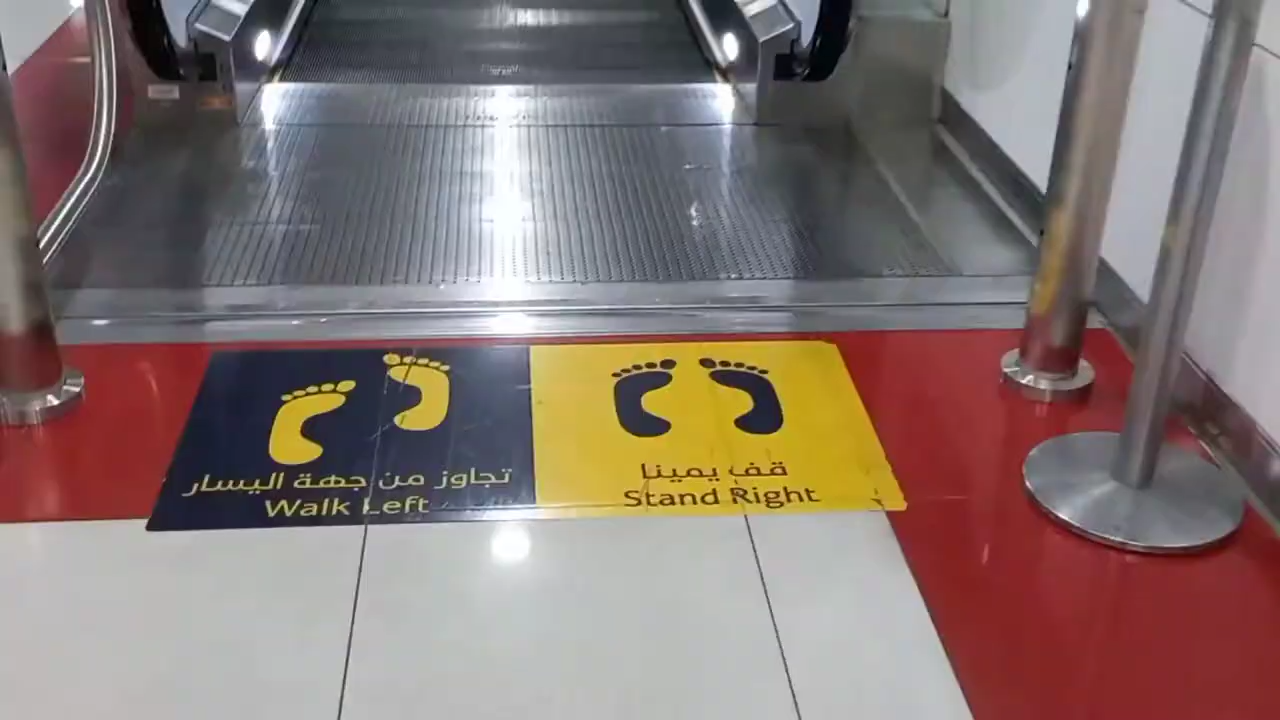 تجاوز من جهة اليسار
Walk Left
قف يمينا
Stand Right